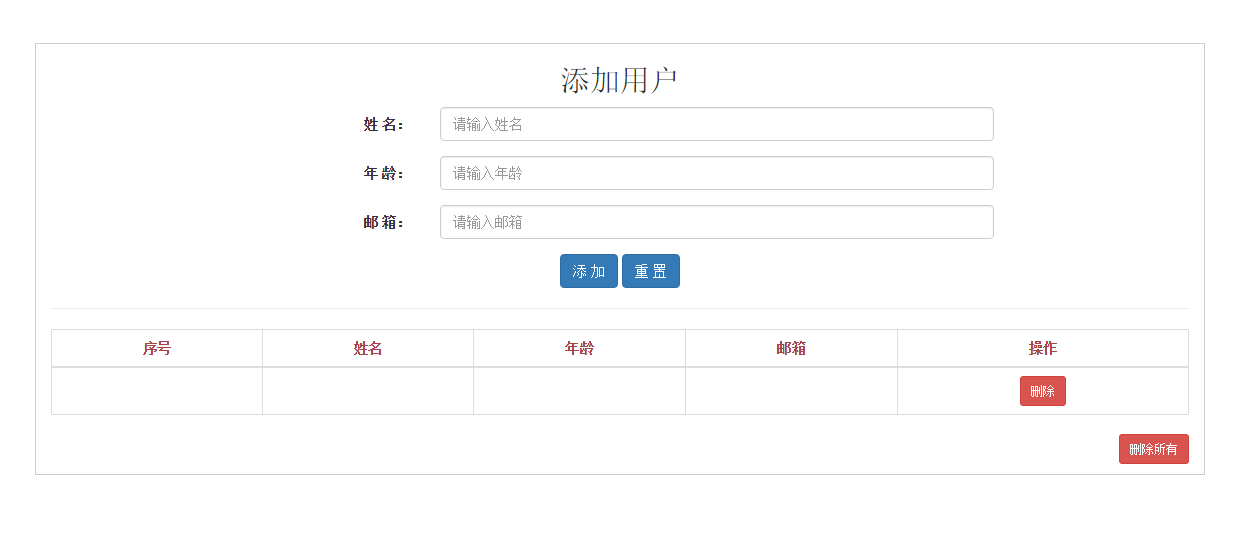 添加用户
姓 名： 请输入姓名
年 龄： 请输入年龄
邮 箱： 请输入邮箱
添 加 重 置
序号 姓名 年龄 邮箱 操作
删除
删除所有